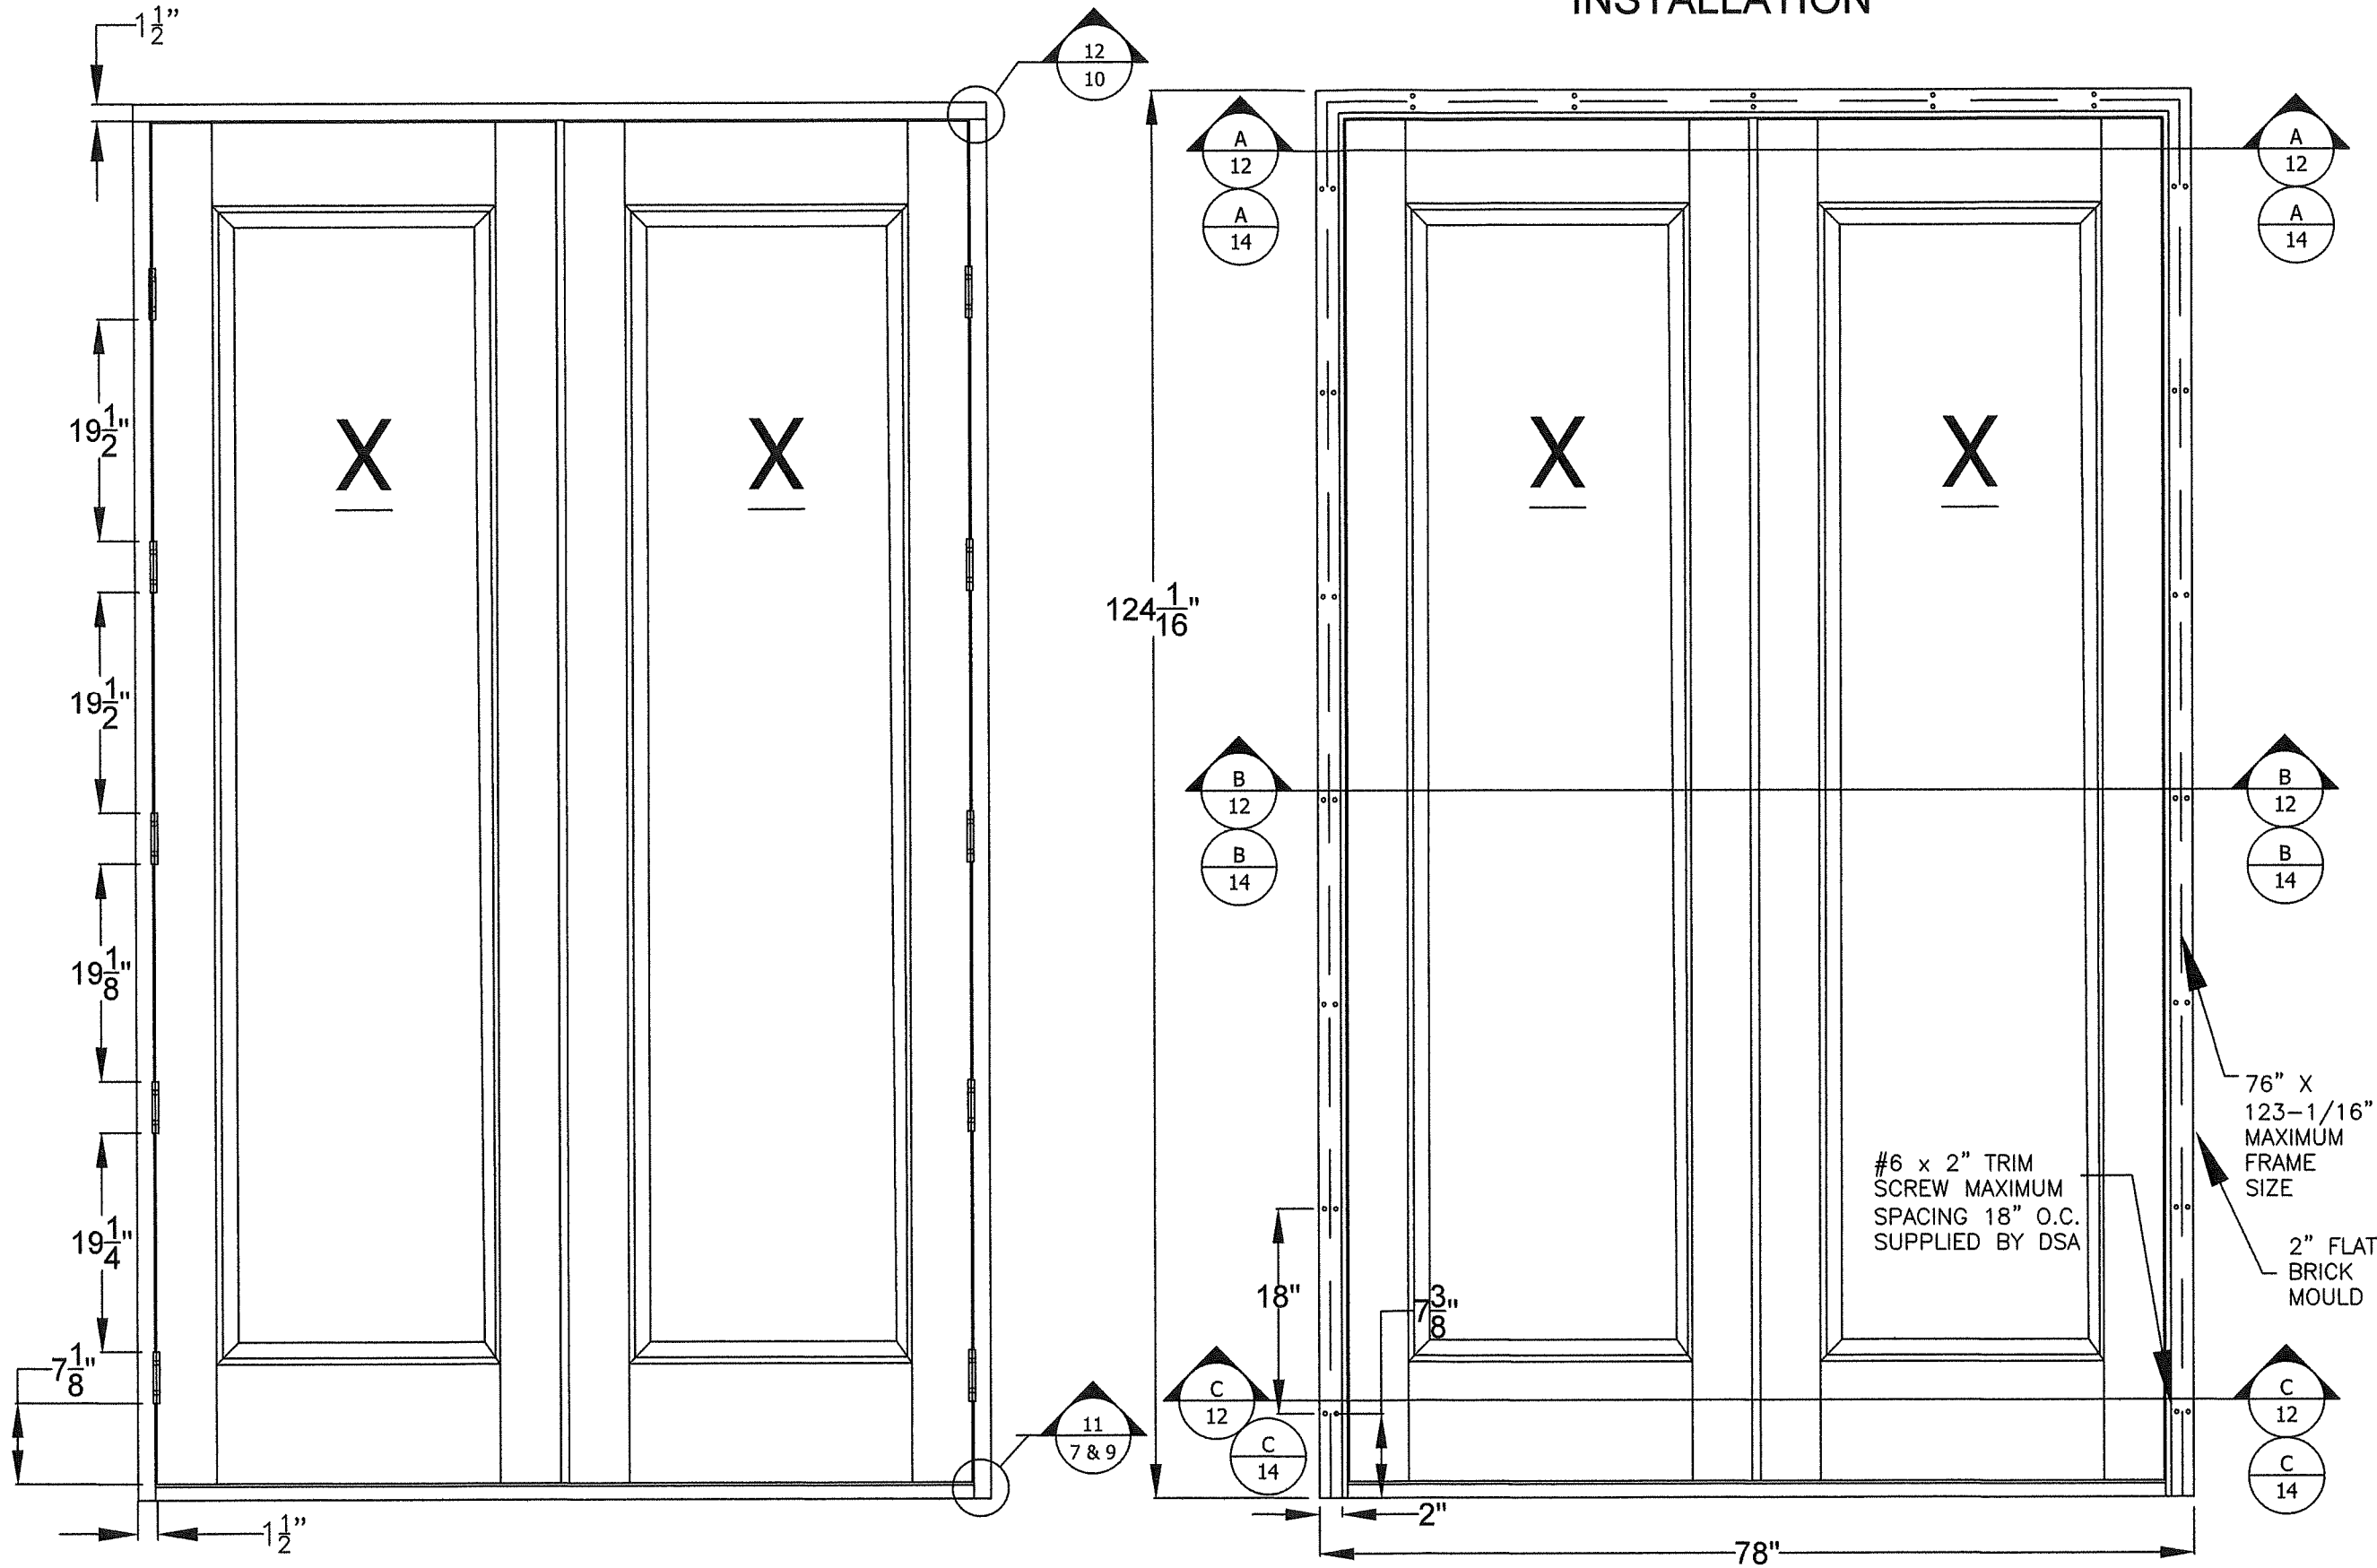 INSTALLATION
1 1/2"
12
10
A
12
A
14
A
12
A
14
X
X
X
X
19 1/2"
124 1/16"
19 1/2"
B
12
B
14
B
12
B
14
19 1/8"
76" X
123-1/16"
MAXIMUM
FRAME
SIZE
#6 x 2" TRIM
SCREW MAXIMUM
SPACING 18" O.C.
SUPPLIED BY DSA
19 1/4"
2" FLAT
BRICK
MOULD
18"
7 3/8"
7 1/8"
11
7 & 9
C
12
C
14
C
12
C
14
1 1/2"
2"
78"